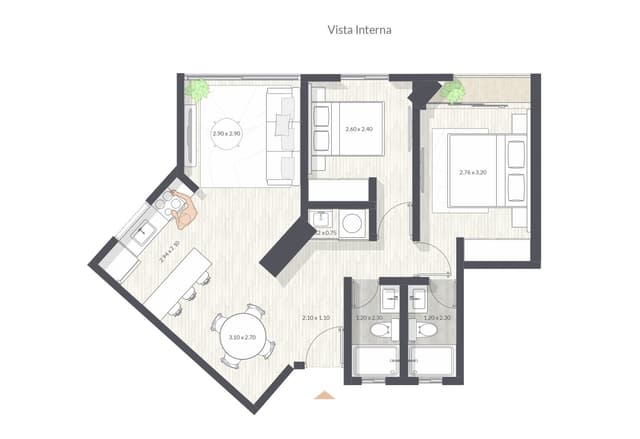 Vista Interna
2.90 x 2.90
2.60 x 2.40
2.76 x 3.20
2.94 x 2.10
x 0.75
2.10 x 1.10
1.20 x 2.30
1.20 x 2.30
3.10 x 2.70